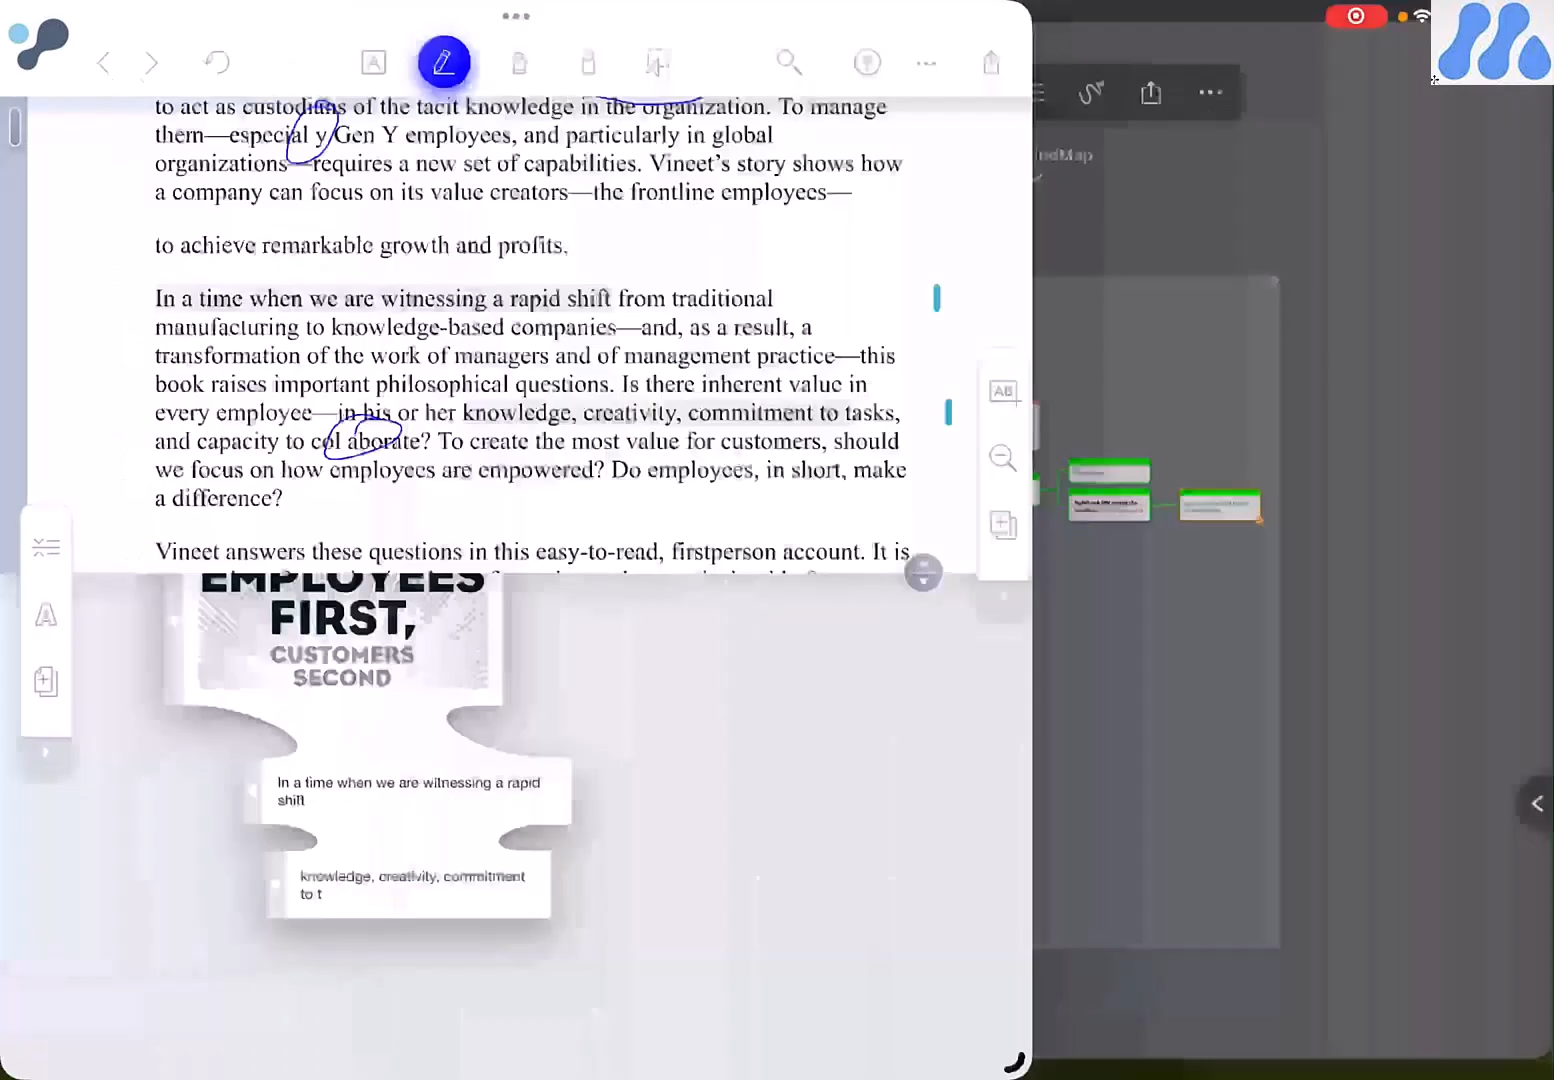 to act as custodians of the tacit knowledge in the organization. To manage
them—especial y Gen Y employees, and particularly in global
organizations—requires a new set of capabilities. Vineet's story shows how
a company can focus on its value creators—the frontline employees—
to achieve remarkable growth and profits.
In a time when we are witnessing a rapid shift from traditional
manufacturing to knowledge-based companies—and, as a result, a
transformation of the work of managers and of management practice—this
book raises important philosophical questions. Is there inherent value in
every employee—in his or her knowledge, creativity, commitment to tasks,
and capacity to col aborate? To create the most value for customers, should
we focus on how employees are empowered? Do employees, in short, make
a difference?
Vineet answers these questions in this easy-to-read, firstperson account. It is
EMPLOYEES
FIRST,
CUSTOMERS
SECOND
In a time when we are witnessing a rapid
shift
knowledge, creativity, commitment
to t
A
A
AB